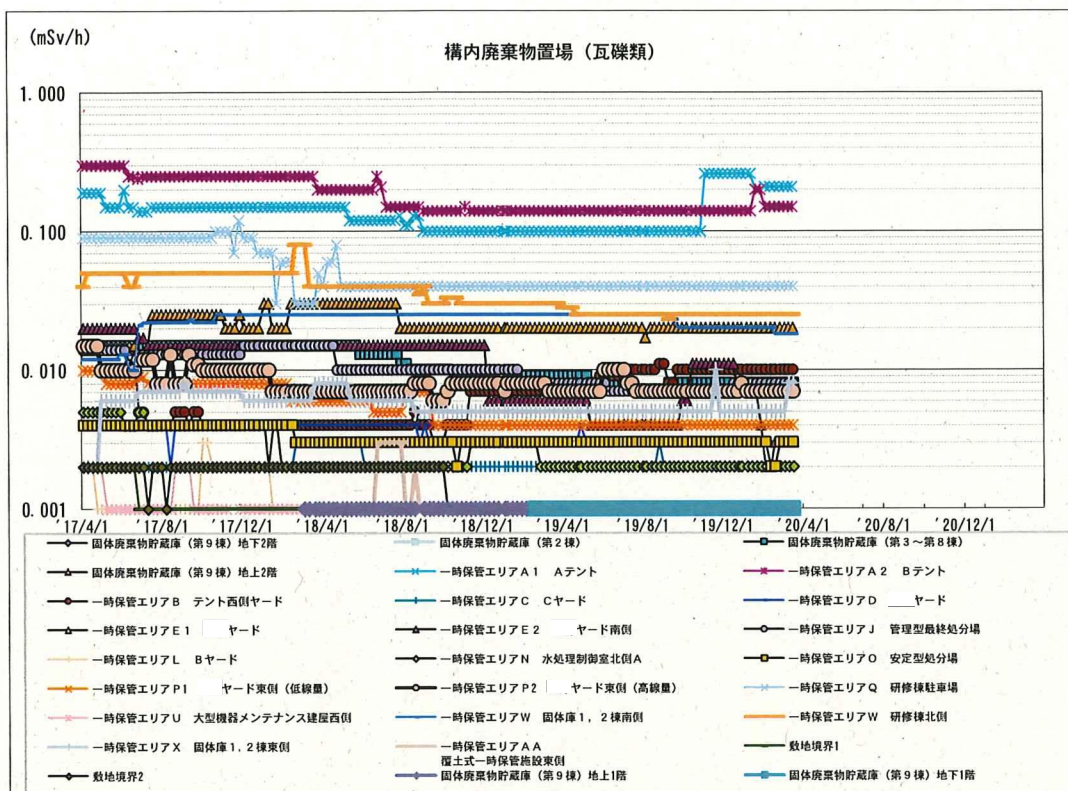 (mSv/h)
構内廃棄物置場 (瓦礫類)
1.000
0.100
0.010
0.001
'17/4/1 '17/8/1 '17/12/1 '18/4/1 '18/8/1 '18/12/1 '19/4/1 '19/8/1 '19/12/1 '20/4/1 '20/8/1 '20/12/1
固体廃棄物貯蔵庫 (第9棟) 地下2階 固体廃棄物貯蔵庫 (第2棟) 固体廃棄物貯蔵庫 (第3～第8棟)
固体廃棄物貯蔵庫 (第9棟) 地上2階 一時保管エリアA1 Aテント 一時保管エリアA2 Bテント
一時保管エリアB テント西側ヤード 一時保管エリアC Cヤード 一時保管エリアD ヤード
一時保管エリアE1 ヤード 一時保管エリアE2 ヤード南側 一時保管エリアJ 管理型最終処分場
一時保管エリアL Bヤード 一時保管エリアN 水処理制御室北側A 一時保管エリアO 安定型処分場
一時保管エリアP1 ヤード東側 (低線量) 一時保管エリアP2 ヤード東側 (高線量) 一時保管エリアQ 研修棟駐車場
一時保管エリアU 大型機器メンテナンス建屋西側 一時保管エリアW 固体庫1, 2棟南側 一時保管エリアW 研修棟北側
一時保管エリアX 固体庫1, 2棟東側 一時保管エリアAA 敷地境界1
覆土式一時保管施設東側
敷地境界2 固体廃棄物貯蔵庫 (第9棟) 地上1階 固体廃棄物貯蔵庫 (第9棟) 地下1階